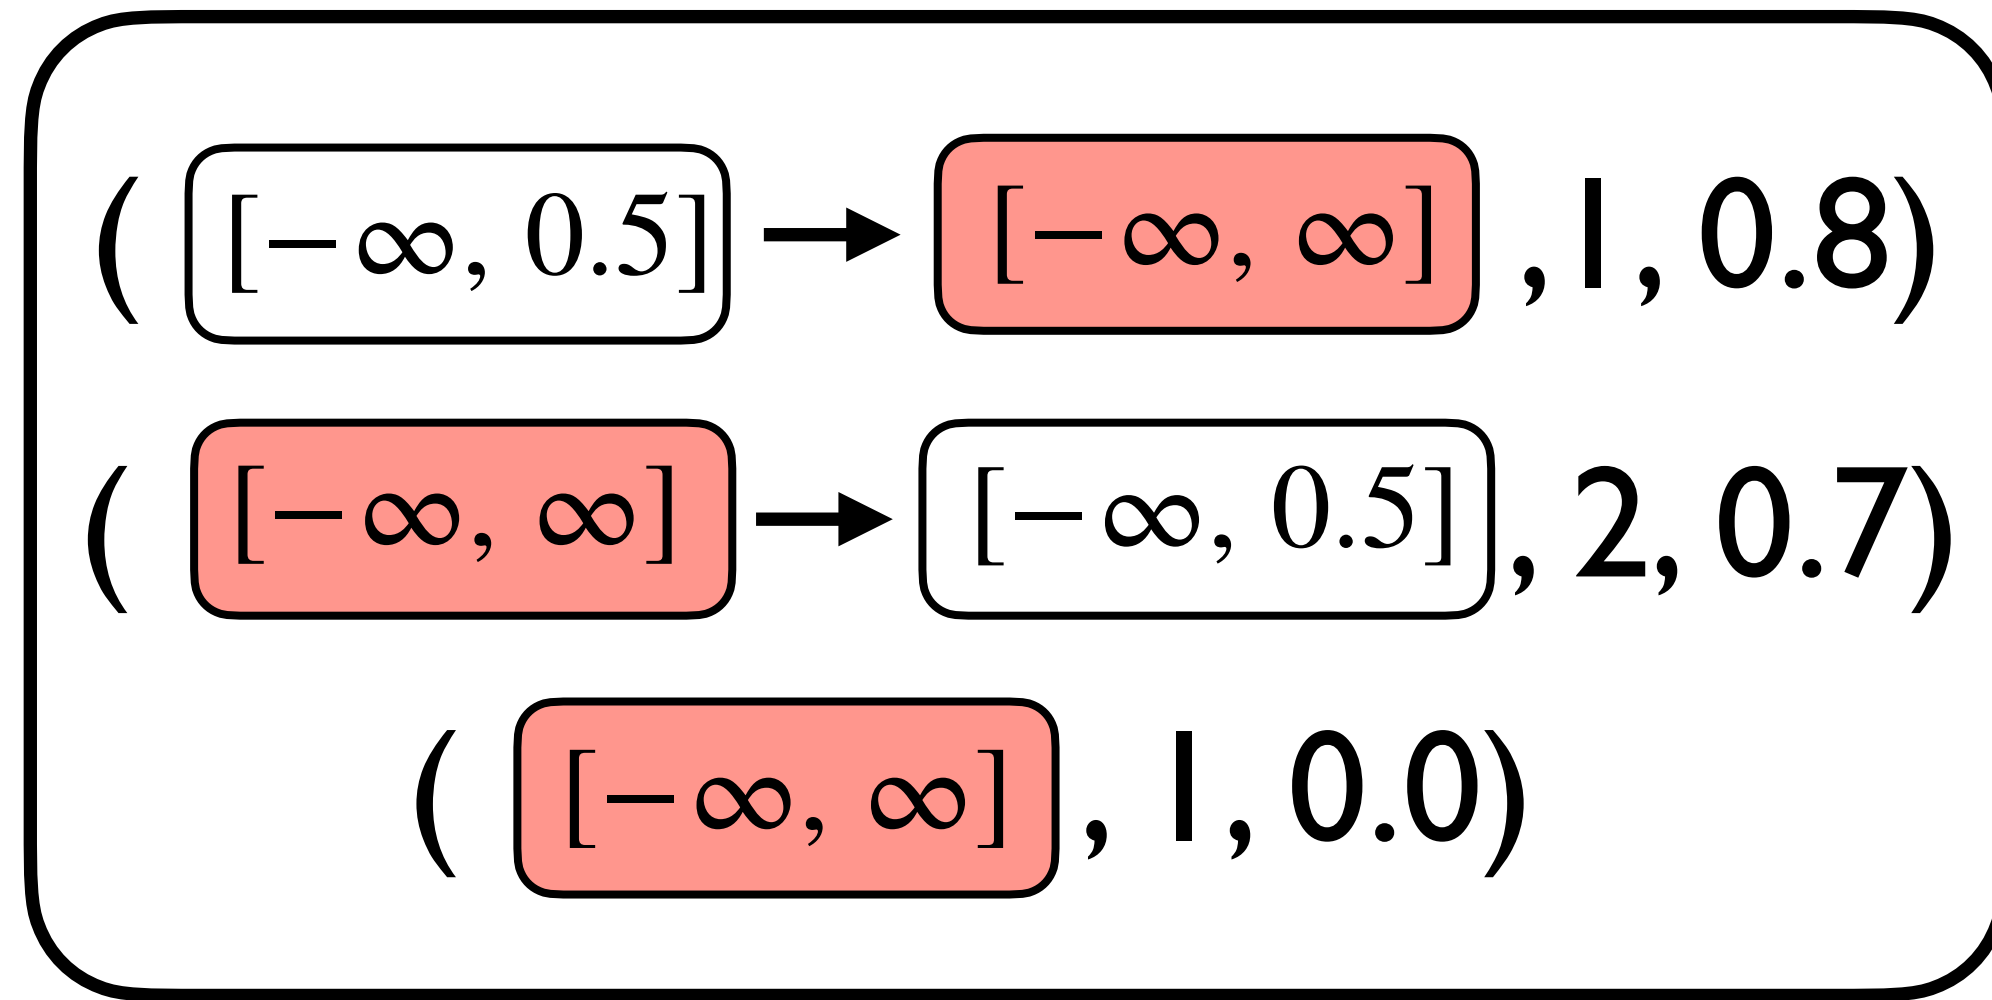 ( [−∞, 0.5] → [−∞, ∞] , 1, 0.8)
( [−∞, ∞] → [−∞, 0.5] , 2, 0.7)
( [−∞, ∞] , 1, 0.0)